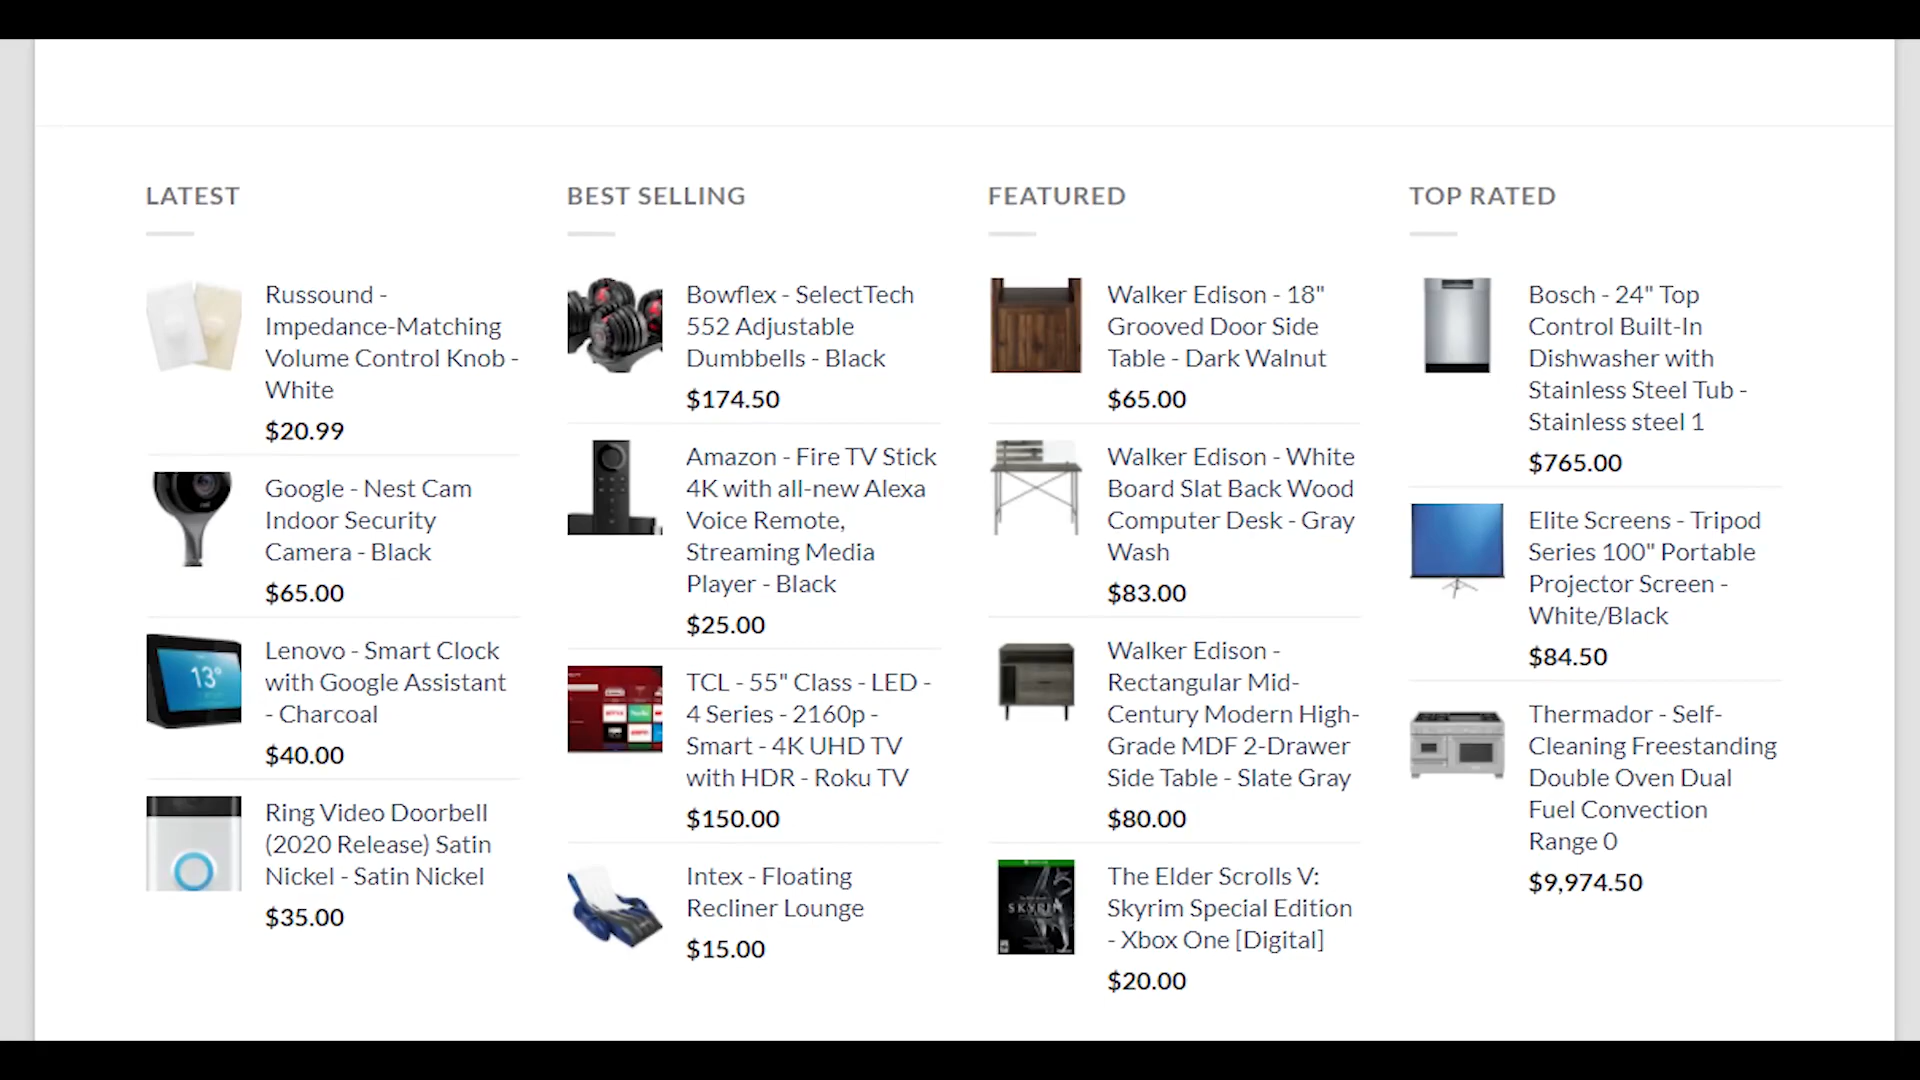 LATEST
Russound -
Impedance-Matching
Volume Control Knob -
White
$20.99
Google - Nest Cam
Indoor Security
Camera - Black
$65.00
Lenovo - Smart Clock
with Google Assistant
- Charcoal
$40.00
13°
Ring Video Doorbell
(2020 Release) Satin
Nickel - Satin Nickel
$35.00
BEST SELLING
Bowflex - SelectTech
552 Adjustable
Dumbbells - Black
$174.50
Amazon - Fire TV Stick
4K with all-new Alexa
Voice Remote,
Streaming Media
Player - Black
$25.00
TCL - 55" Class - LED -
4 Series - 2160p -
Smart - 4K UHD TV
with HDR - Roku TV
$150.00
Intex - Floating
Recliner Lounge
$15.00
FEATURED
Walker Edison - 18"
Grooved Door Side
Table - Dark Walnut
$65.00
Walker Edison - White
Board Slat Back Wood
Computer Desk - Gray
Wash
$83.00
Walker Edison -
Rectangular Mid-
Century Modern High-
Grade MDF 2-Drawer
Side Table - Slate Gray
$80.00
SKYRIM
The Elder Scrolls V:
Skyrim Special Edition
- Xbox One [Digital]
$20.00
TOP RATED
Bosch - 24" Top
Control Built-In
Dishwasher with
Stainless Steel Tub -
Stainless steel 1
$765.00
Elite Screens - Tripod
Series 100" Portable
Projector Screen -
White/Black
$84.50
Thermador - Self-
Cleaning Freestanding
Double Oven Dual
Fuel Convection
Range 0
$9,974.50